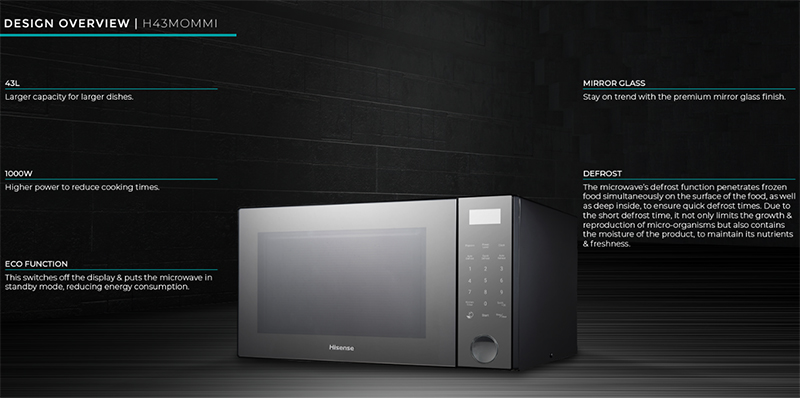 DESIGN OVERVIEW | H43MOMMI
43L
Larger capacity for larger dishes.
1000W
Higher power to reduce cooking times.
ECO FUNCTION
This switches off the display & puts the microwave in
standby mode, reducing energy consumption.
MIRROR GLASS
Stay on trend with the premium mirror glass finish.
DEFROST
The microwave's defrost function penetrates frozen
food simultaneously on the surface of the food, as well
as deep inside, to ensure quick defrost times. Due to
the short defrost time, it not only limits the growth &
reproduction of micro-organisms but also contains
the moisture of the product, to maintain its nutrients
& freshness.
Hisense